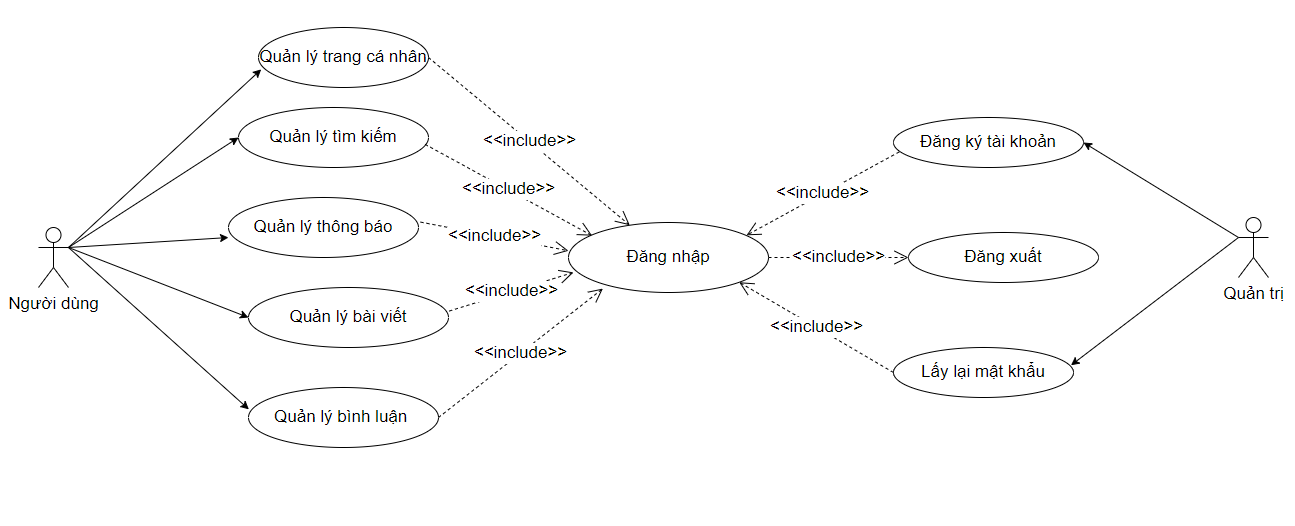 Quản lý trang cá nhân
<<include>>
Quản lý tìm kiếm
<<include>>
Quản lý thông báo
<<include>>
Quản lý bài viết
<<include>>
Quản lý bình luận
<<include>>
Người dùng
Đăng nhập
Đăng ký tài khoản
<<include>>
<<include>>
Đăng xuất
<<include>>
Lấy lại mật khẩu
Quản trị